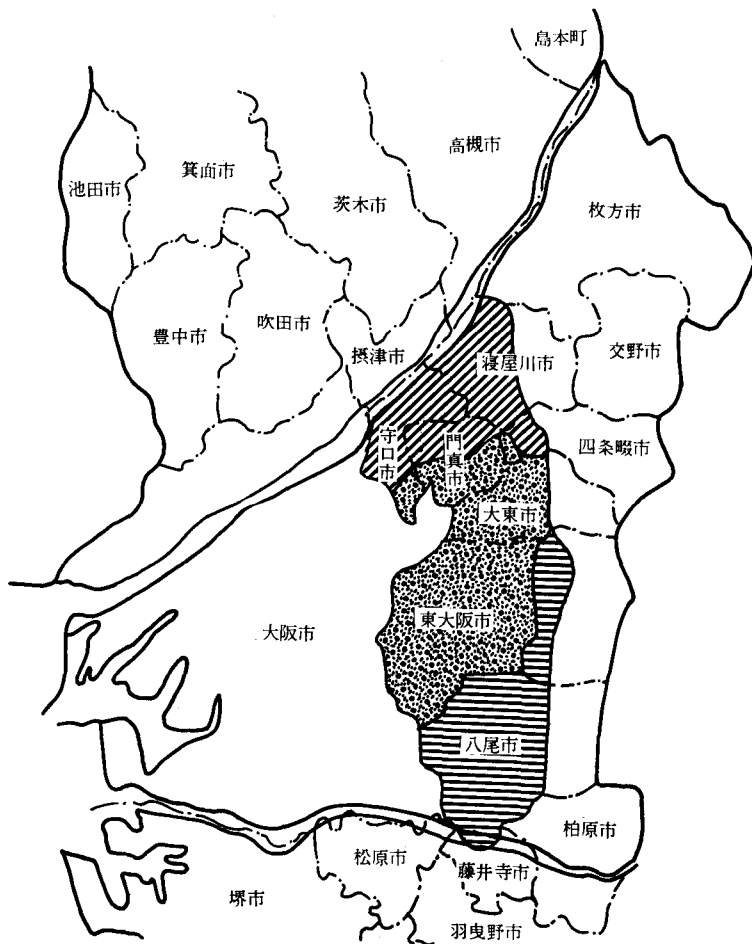 島本町
高槻市
箕面市
池田市
茨木市
枚方市
吹田市
豊中市
摂津市
寝屋川市
交野市
守口市
門真市
四条畷市
大東市
東大阪市
大阪市
八尾市
柏原市
松原市
藤井寺市
堺市
羽曳野市